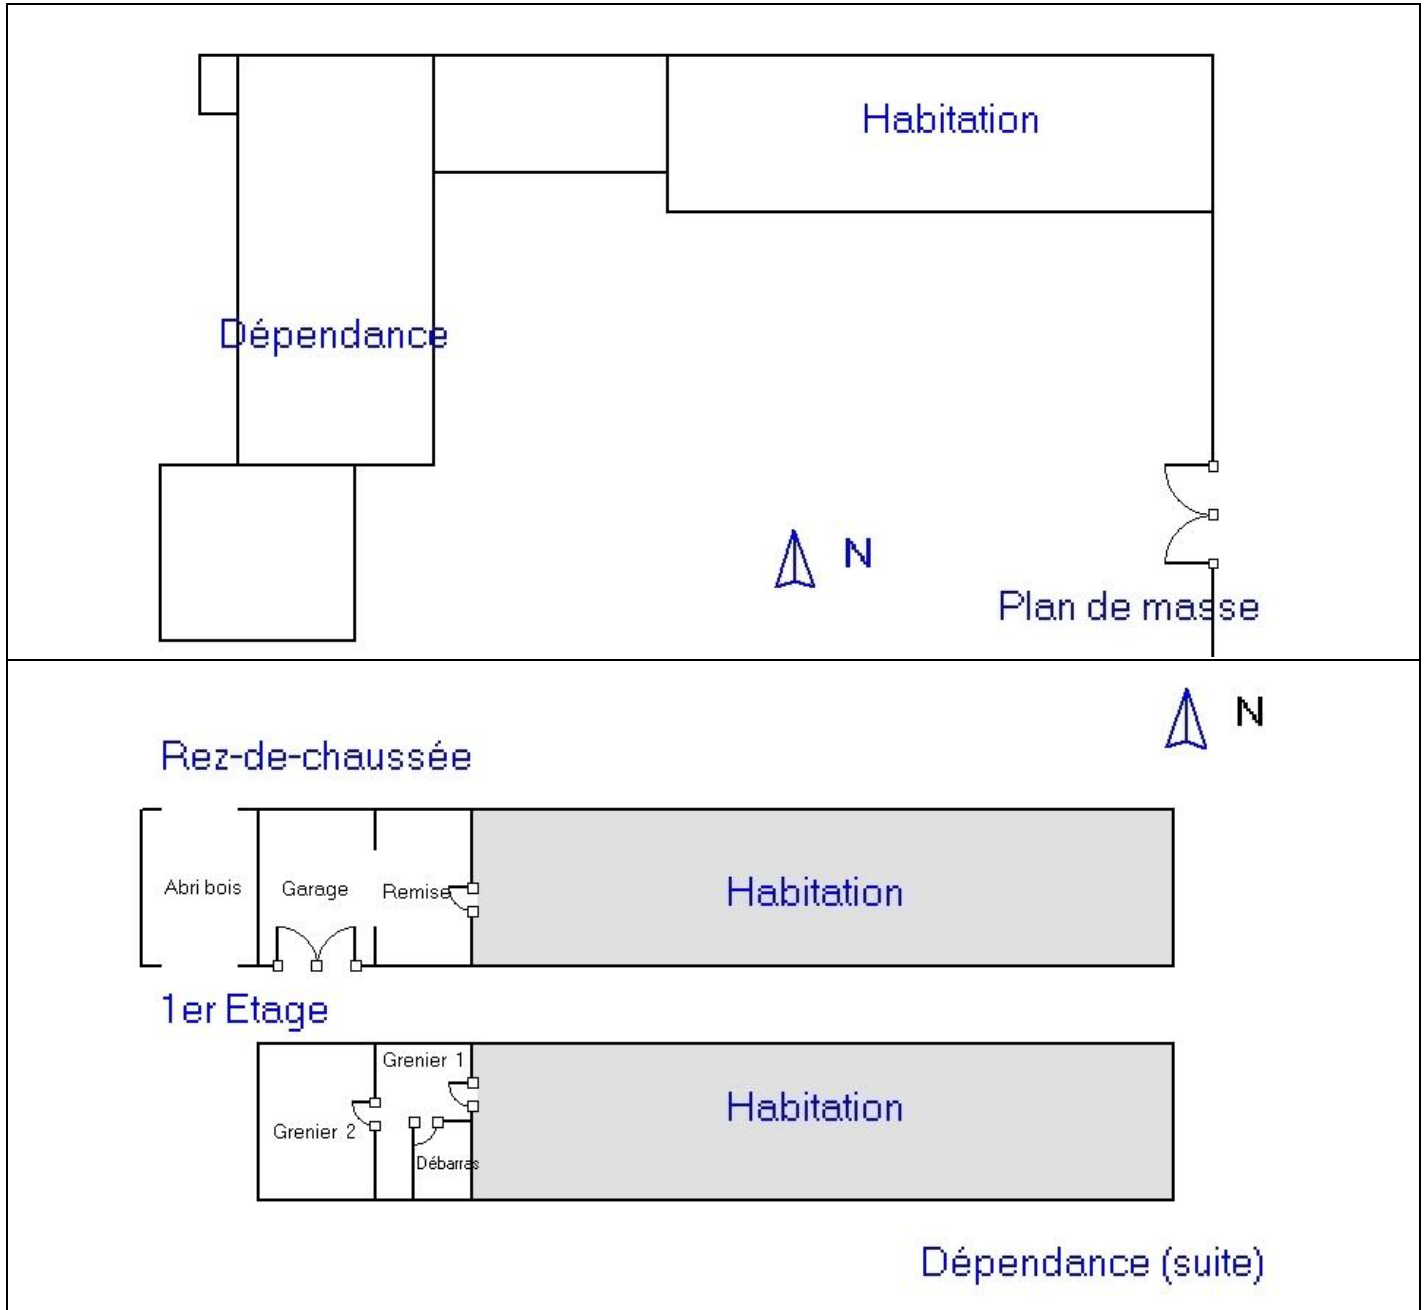 Habitation
Dépendance
N
Plan de masse
N
Rez-de-chaussée
Abri bois
Garage
Remise
Habitation
1er Etage
Grenier 1
Grenier 2
Débarras
Habitation
Dépendance (suite)